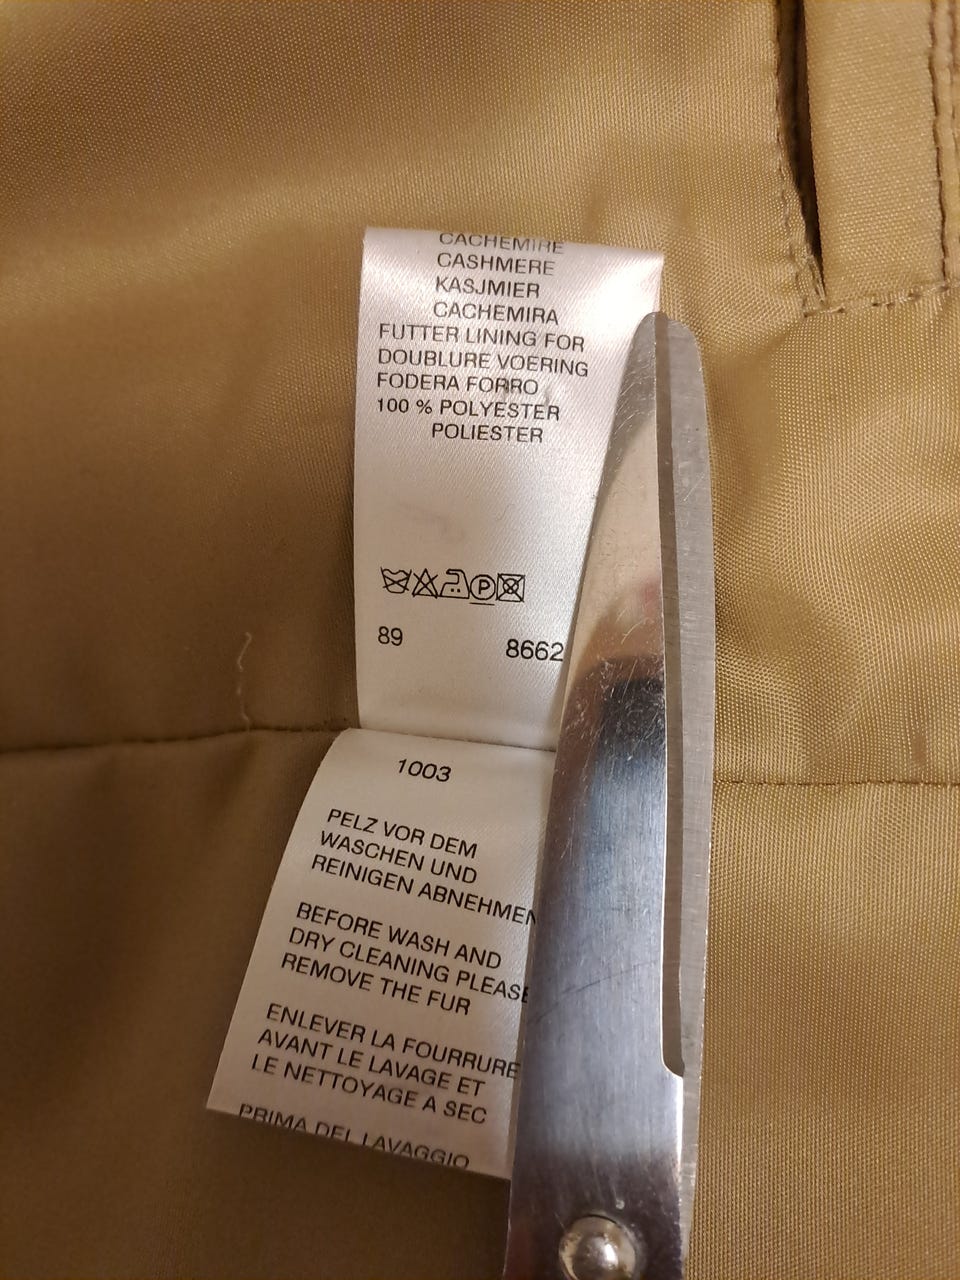 CACHEMIRE
CASHMERE
KASJMIER
CACHEMIRA
FUTTER LINING FOR
DOUBLURE VOERING
FODERA FORRO
100 % POLYESTER
POLIESTER
P
89 8662
1003
PELZ VOR DEM
WASCHEN UND
REINIGEN ABNEHMEN
BEFORE WASH AND
DRY CLEANING PLEASE
REMOVE THE FUR
ENLEVER LA FOURRURE
AVANT LE LAVAGE ET
LE NETTOYAGE A SEC
PRIMA DEL LAVAGGIO